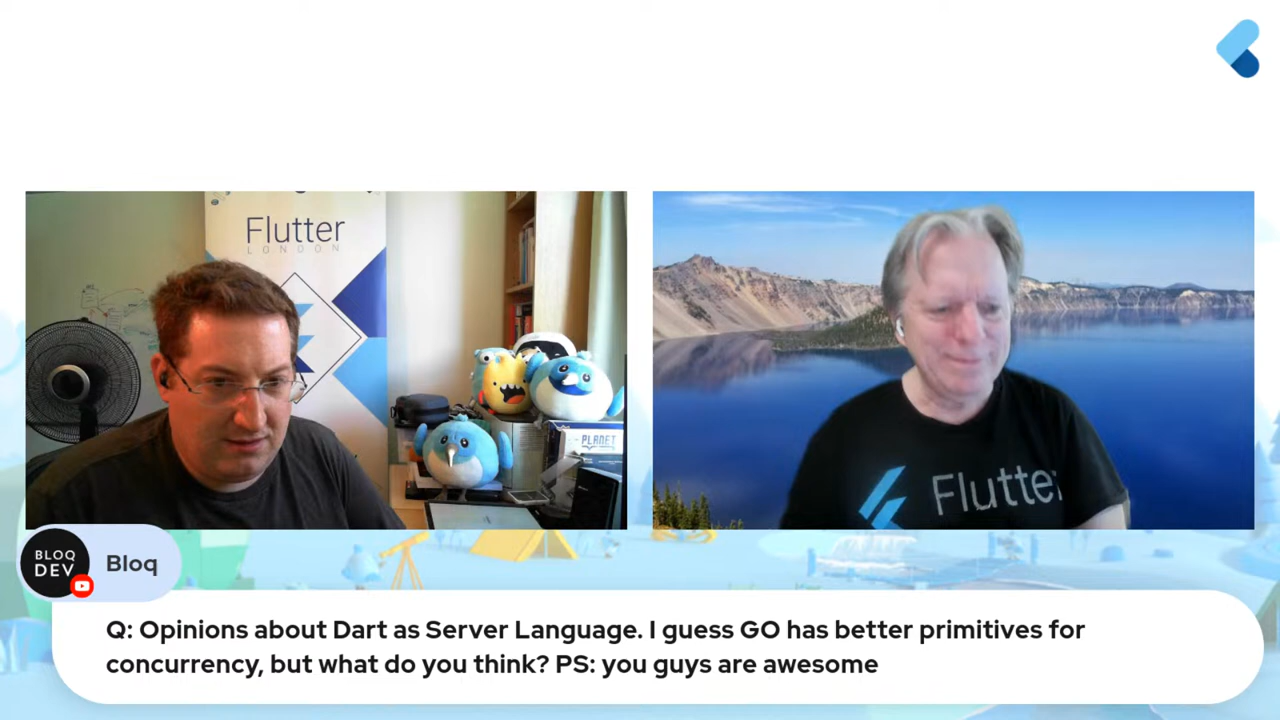 Flutter
LONDON
PLANET
Flutter
BLOQ
DEV
Bloq
Q: Opinions about Dart as Server Language. I guess GO has better primitives for
concurrency, but what do you think? PS: you guys are awesome